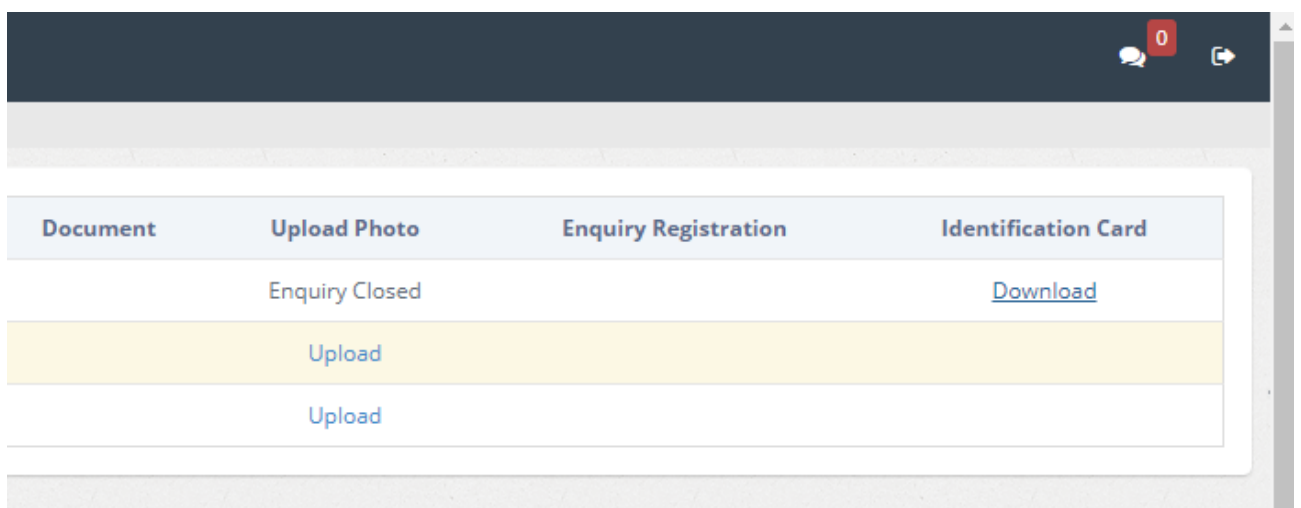 0
Document Upload Photo Enquiry Registration Identification Card
Enquiry Closed Download
Upload
Upload